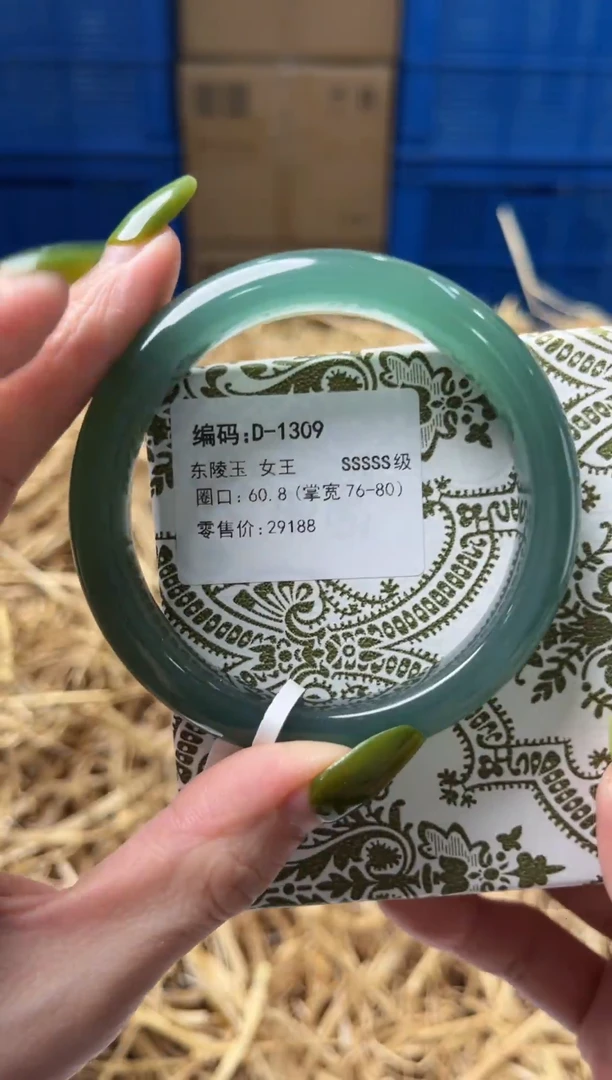 编码:D-1309
东陵玉 女王 SSSSS级
圈口:60.8(掌宽76-80)
零售价:29188